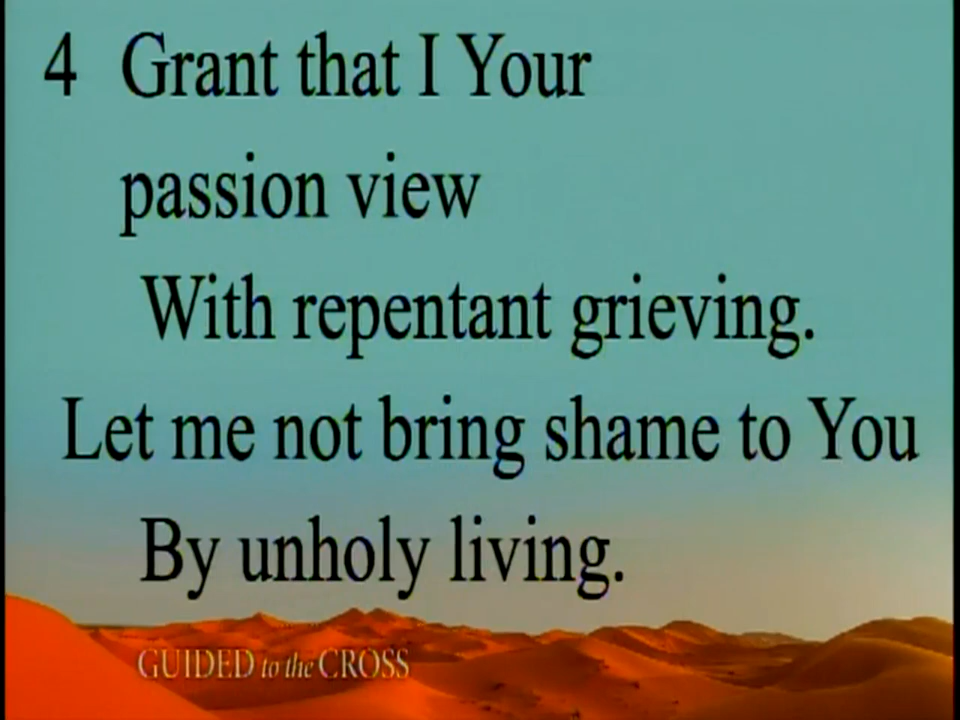 4 Grant that I Your
passion view
With repentant grieving.
Let me not bring shame to You
By unholy living.
GUIDED to the CROSS